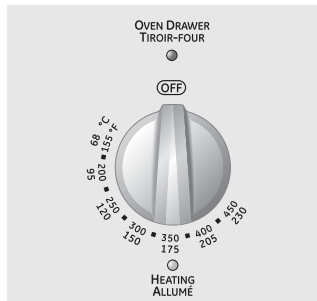 OVEN DRAWER
TIROIR-FOUR
OFF
68 °C
155 °F
200
95
250
120
300
150
350
175
400
205
450
230
HEATING
ALLUMÉ